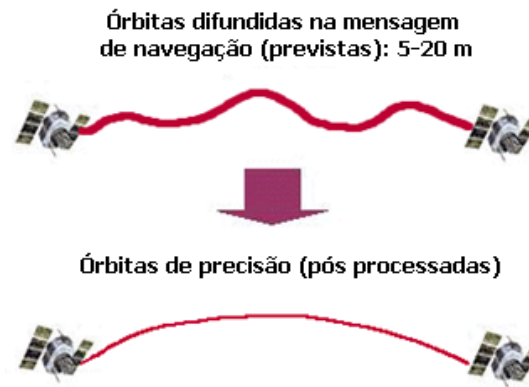 Órbitas difundidas na mensagem
de navegação (previstas): 5-20 m
Órbitas de precisão (pós processadas)